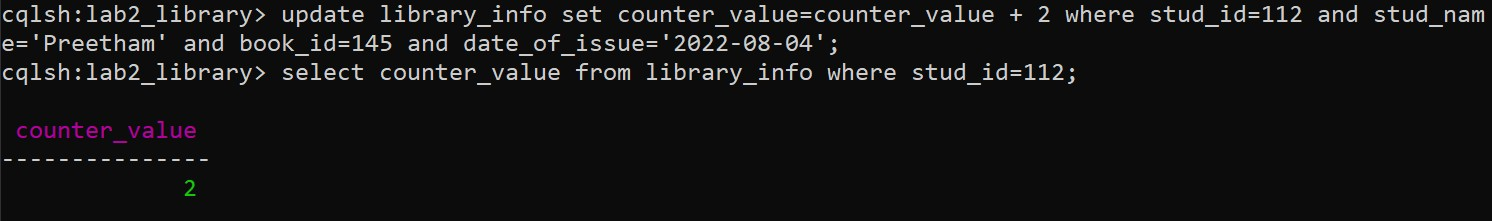 cqlsh:lab2_library> update library_info set counter_value=counter_value + 2 where stud_id=112 and stud_nam
e='Preetham' and book_id=145 and date_of_issue='2022-08-04';
cqlsh:lab2_library> select counter_value from library_info where stud_id=112;
counter_value
---------------
2